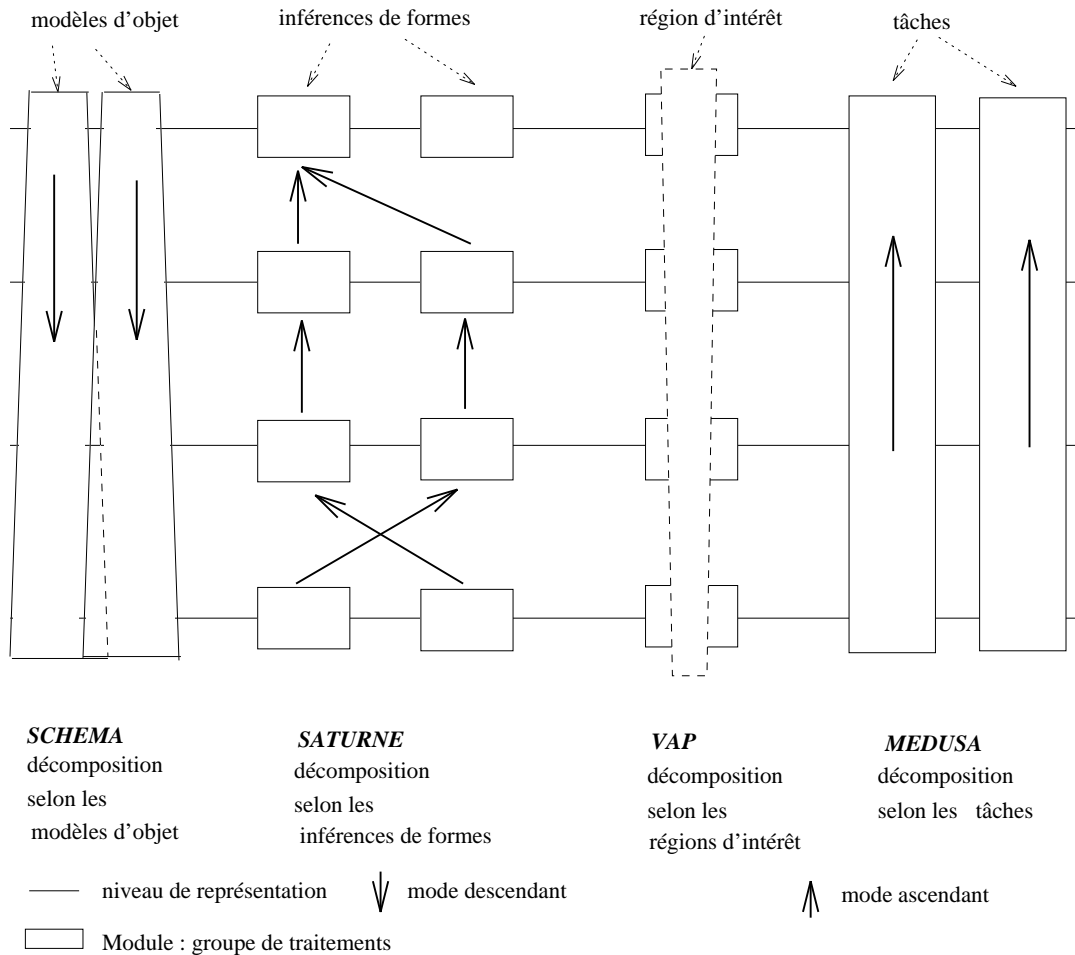 modèles d'objet
inférences de formes
région d'intérêt
tâches
SCHEMA
décomposition
selon les
modèles d'objet
SATURNE
décomposition
selon les
inférences de formes
VAP
décomposition
selon les
régions d'intérêt
MEDUSA
décomposition
selon les tâches
niveau de représentation
mode descendant
mode ascendant
Module : groupe de traitements